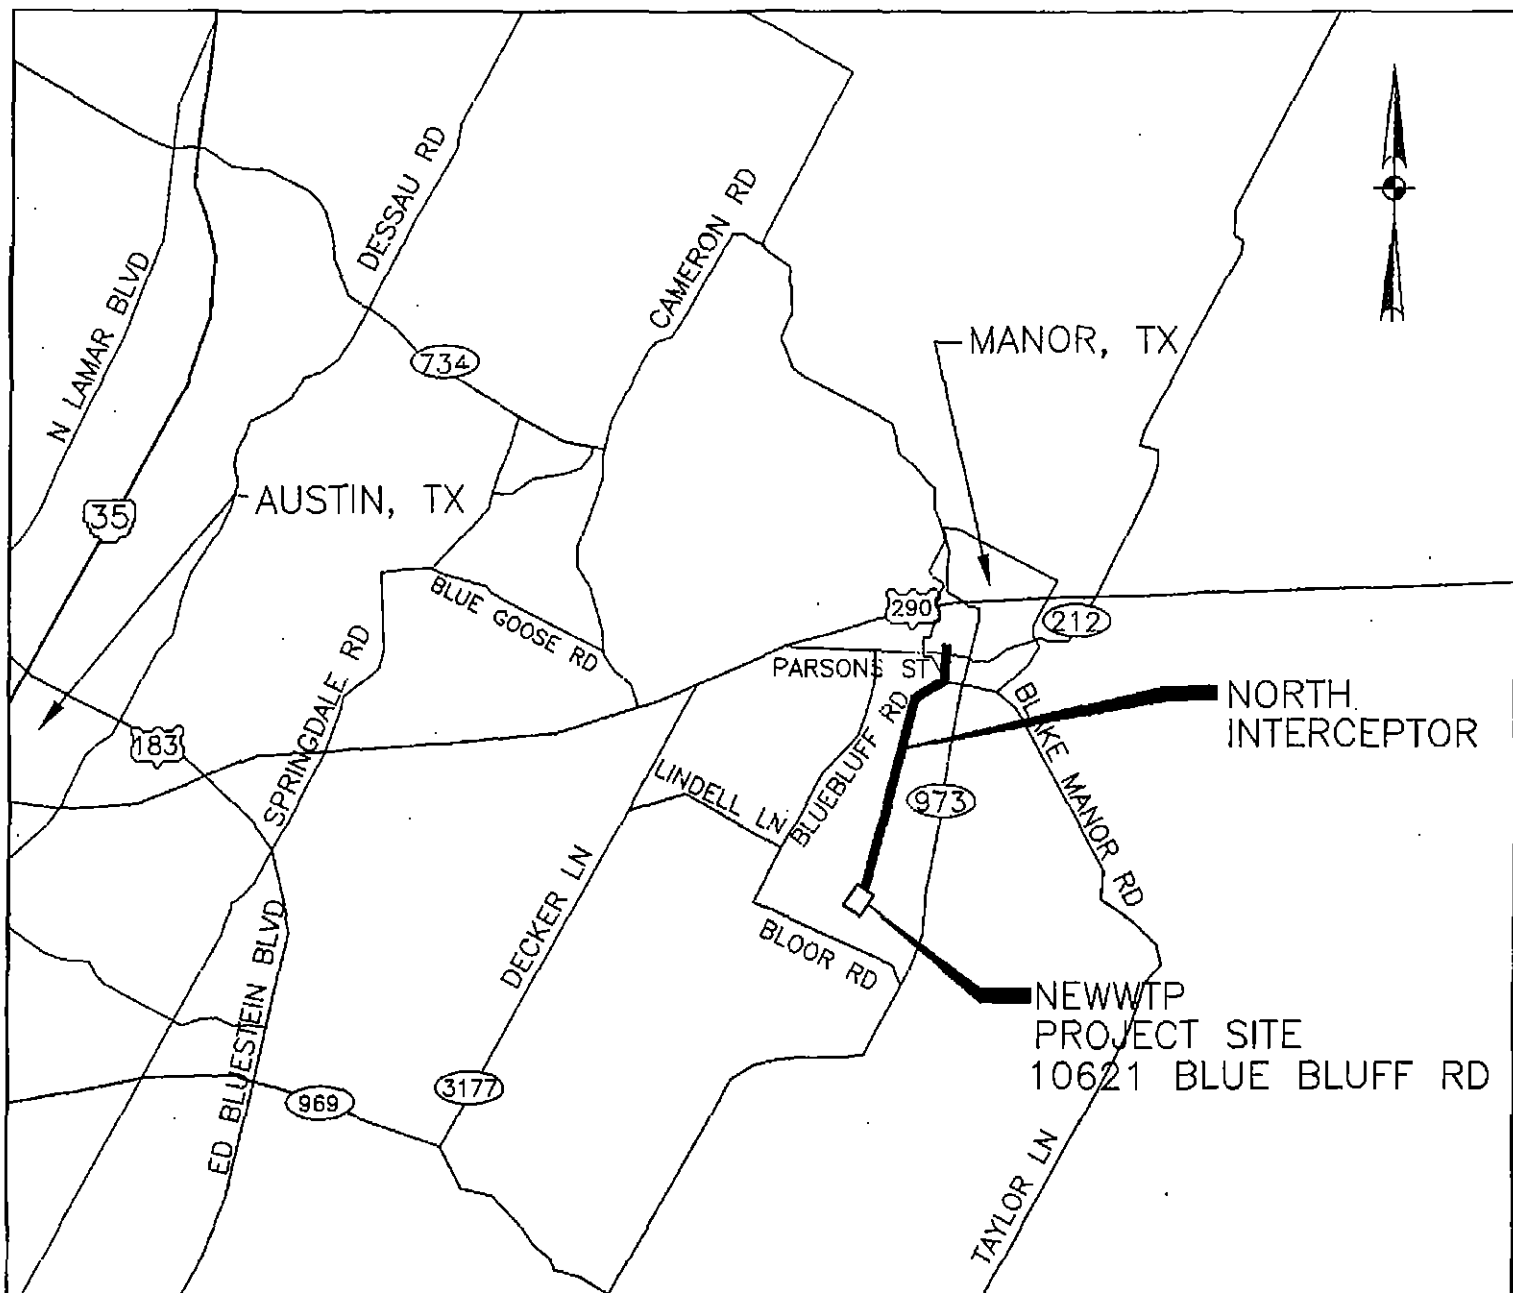 DESSAU RD
CAMERON RD
N LAMAR BLVD
MANOR, TX
734
AUSTIN, TX
35
BLUE GOOSE RD
290
212
SPRINGDALE RD
PARSONS ST
NORTH
INTERCEPTOR
183
BLUEBLUFF RD
BLAKE MANOR RD
LINDELL LN
973
DECKER LN
BLOOR RD
ED BLUESTEIN BLVD
NEWWTP
PROJECT SITE
10621 BLUE BLUFF RD
3177
969
TAYLOR LN